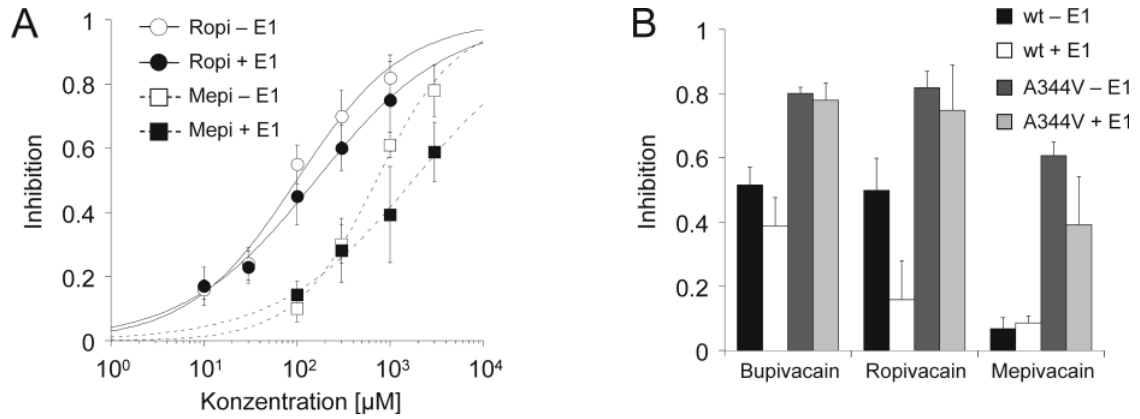 A
Ropi – E1
Ropi + E1
Mepi – E1
Mepi + E1
Inhibition
1
0.8
0.6
0.4
0.2
0
10⁰
10¹
10²
10³
10⁴
Konzentration [µM]
B
wt – E1
wt + E1
A344V – E1
A344V + E1
Inhibition
1
0.8
0.6
0.4
0.2
0
Bupivacain
Ropivacain
Mepivacain